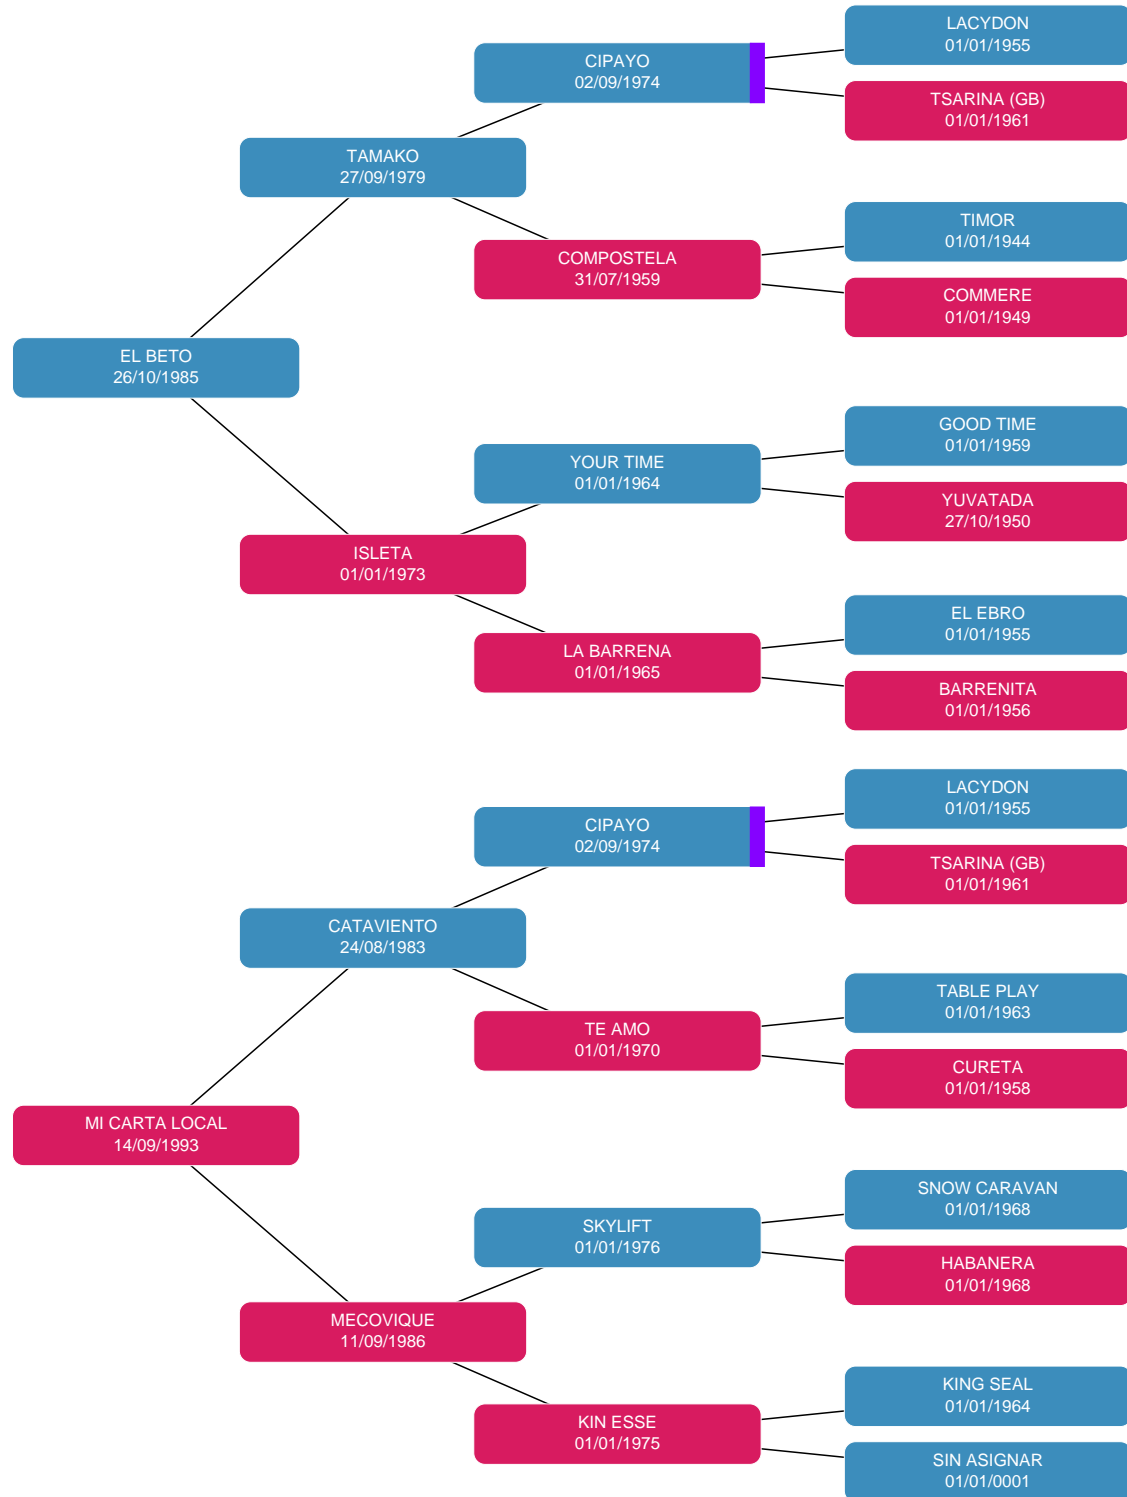 LACYDON
01/01/1955
CIPAYO
02/09/1974
TSARINA (GB)
01/01/1961
TAMAKO
27/09/1979
TIMOR
01/01/1944
COMPOSTELA
31/07/1959
COMMERE
01/01/1949
EL BETO
26/10/1985
GOOD TIME
01/01/1959
YOUR TIME
01/01/1964
YUVATADA
27/10/1950
ISLETA
01/01/1973
EL EBRO
01/01/1955
LA BARRENA
01/01/1965
BARRENITA
01/01/1956
LACYDON
01/01/1955
CIPAYO
02/09/1974
TSARINA (GB)
01/01/1961
CATAVIENTO
24/08/1983
TABLE PLAY
01/01/1963
TE AMO
01/01/1970
CURETA
01/01/1958
MI CARTA LOCAL
14/09/1993
SNOW CARAVAN
01/01/1968
SKYLIFT
01/01/1976
HABANERA
01/01/1968
MECOVIQUE
11/09/1986
KING SEAL
01/01/1964
KIN ESSE
01/01/1975
SIN ASIGNAR
01/01/0001